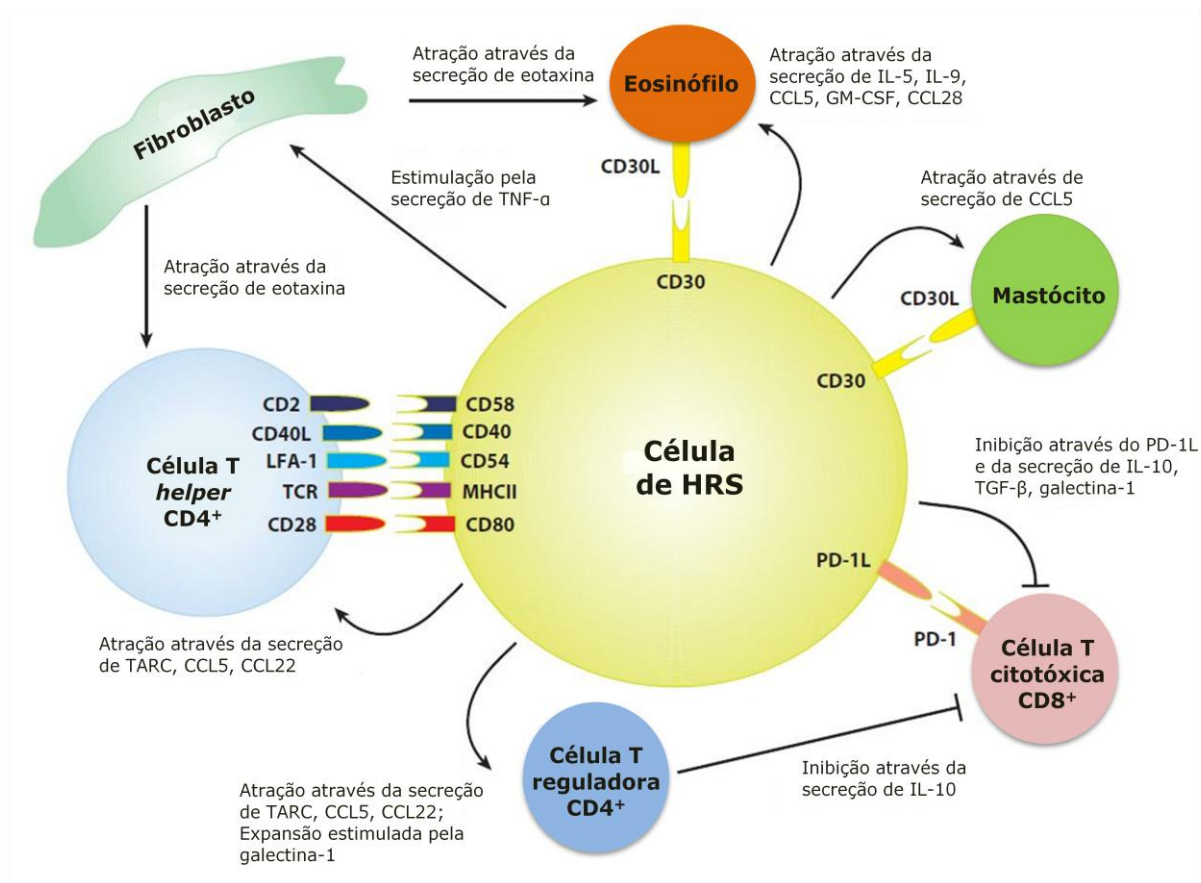 Atração através da
secreção de eotaxina
Eosinófilo
Atração através da
secreção de IL-5, IL-9,
CCL5, GM-CSF, CCL28
Fibroblasto
CD30L
Estimulação pela
secreção de TNF-α
Atração através de
secreção de CCL5
Atração através da
secreção de eotaxina
CD30
CD30L
Mastócito
CD30
CD2
CD58
CD40L
CD40
LFA-1
CD54
TCR
MHCII
CD28
CD80
Célula T
helper
CD4⁺
Célula
de HRS
Inibição através do PD-1L
e da secreção de IL-10,
TGF-β, galectina-1
PD-1L
PD-1
Célula T
citotóxica
CD8⁺
Atração através da secreção
de TARC, CCL5, CCL22
Célula T
reguladora
CD4⁺
Inibição através da
secreção de IL-10
Atração através da secreção
de TARC, CCL5, CCL22;
Expansão estimulada pela
galectina-1